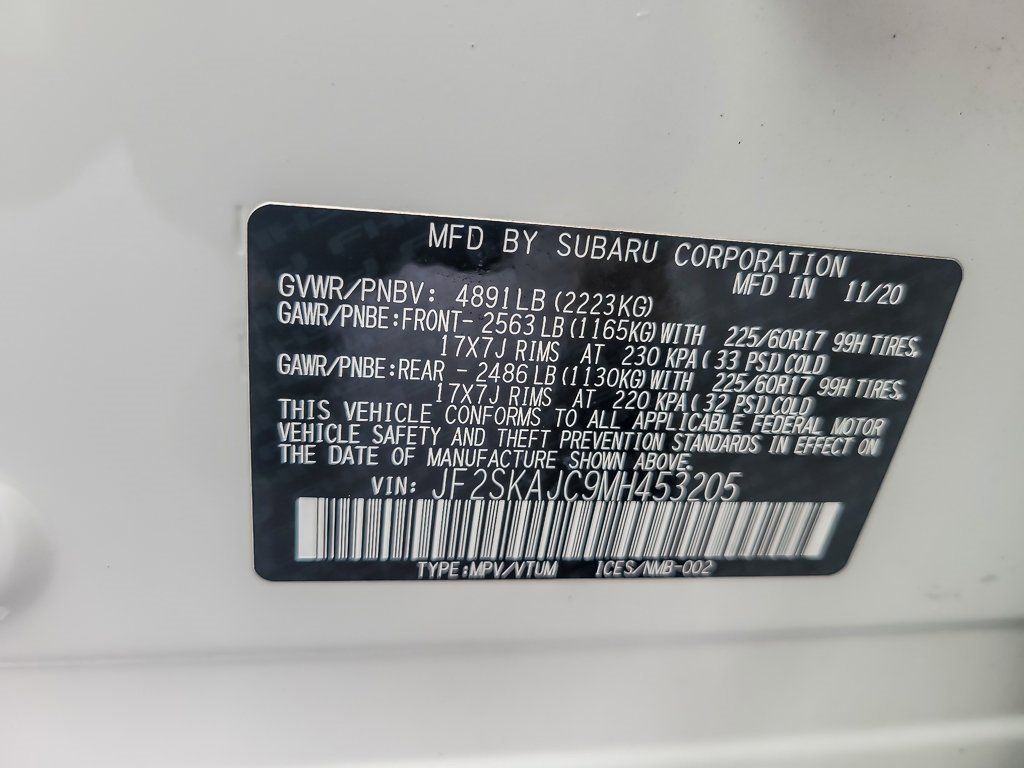 MFD BY SUBARU CORPORATION
MFD IN 11/20
GVWR/PNBV: 4891LB (2223KG)
GAWR/PNBE:FRONT- 2563LB (1165KG) WITH 225/60R17 99H TIRES.
17X7J RIMS AT 230 KPA ( 33 PSI) COLD
GAWR/PNBE:REAR - 2486LB (1130KG) WITH 225/60R17 99H TIRES.
17X7J RIMS AT 220 KPA ( 32 PSI) COLD
THIS VEHICLE CONFORMS TO ALL APPLICABLE FEDERAL MOTOR
VEHICLE SAFETY AND THEFT PREVENTION STANDARDS IN EFFECT ON
THE DATE OF MANUFACTURE SHOWN ABOVE.
VIN: JF2SKAJC9MH453205
TYPE:MPV/VTUM ICES/NMB-002